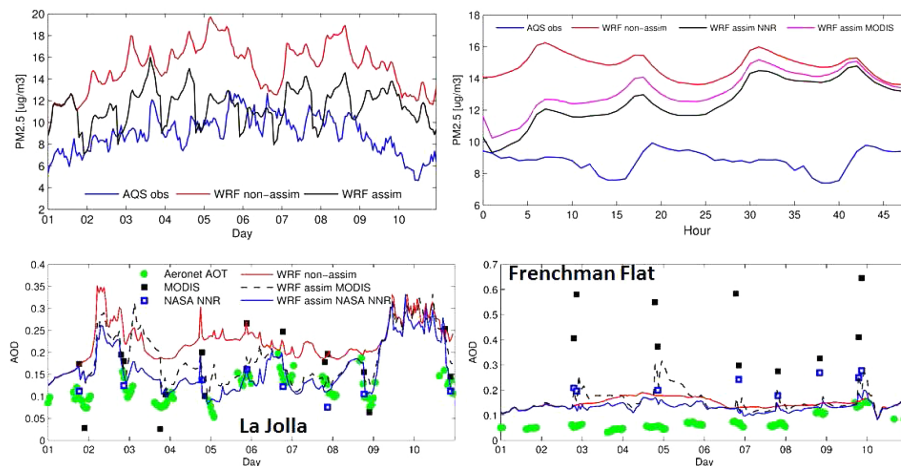 20
18
16
14
12
10
8
6
4
PM2.5 [ug/m3]
AQS obs WRF non-assim WRF assim
01 02 03 04 05 06 07 08 09 10
Day
AQS obs WRF non-assim WRF assim NNR WRF assim MODIS
18
16
14
12
10
8
6
PM2.5 [ug/m3]
0 5 10 15 20 25 30 35 40 45
Hour
0.4
0.35
0.3
0.25
0.2
0.15
0.1
0.05
0
AOD
Aeronet AOT WRF non-assim
MODIS WRF assim MODIS
NASA NNR WRF assim NASA NNR
La Jolla
01 02 03 04 05 06 07 08 09 10
Day
Frenchman Flat
0.7
0.6
0.5
0.4
0.3
0.2
0.1
0
AOD
01 02 03 04 05 06 07 08 09 10
Day